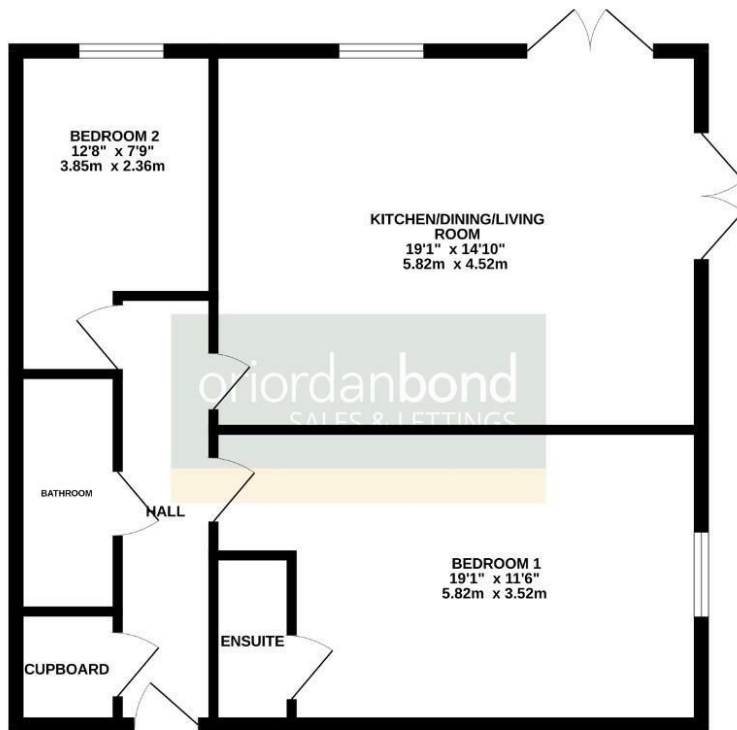 BEDROOM 2
12'8" x 7'9"
3.85m x 2.36m
KITCHEN/DINING/LIVING
ROOM
19'1" x 14'10"
5.82m x 4.52m
oriordanbond
SALES & LETTINGS
BATHROOM
HALL
BEDROOM 1
19'1" x 11'6"
5.82m x 3.52m
ENSUITE
CUPBOARD